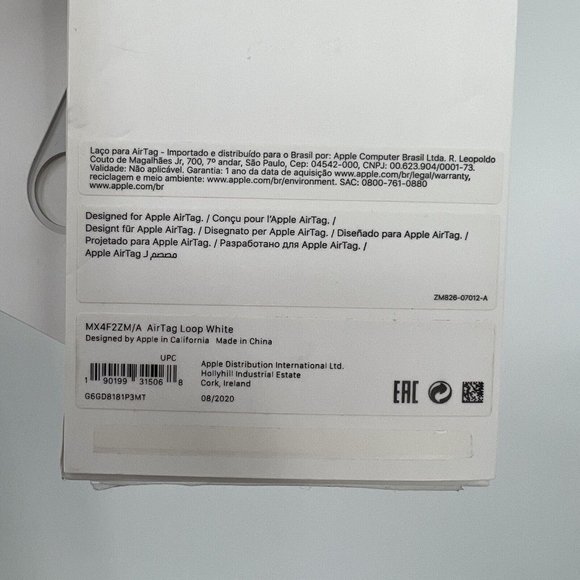 Laço para AirTag - Importado e distribuído para o Brasil por: Apple Computer Brasil Ltda. R. Leopoldo
Couto de Magalhães Jr, 700, 7º andar, São Paulo, Cep: 04542-000, CNPJ: 00.623.904/0001-73.
Validade: Não aplicável. Garantia: 1 ano da data de aquisição www.apple.com/legal/warranty,
reciclagem e meio ambiente: www.apple.com/br/environment. SAC: 0800-761-0880
www.apple.com/br
Designed for Apple AirTag. / Conçu pour l'Apple AirTag. /
Designt für Apple AirTag. / Disegnato per Apple AirTag. / Diseñado para Apple AirTag. /
Projetado para Apple AirTag. / Разработано для Apple AirTag. /
مصمم لـ Apple AirTag
ZM826-07012-A
MX4F2ZM/A AirTag Loop White
Designed by Apple in California Made in China
UPC
1 90199 31506 8
G6GD8181P3MT
Apple Distribution International Ltd.
Hollyhill Industrial Estate
Cork, Ireland
08/2020
EAC